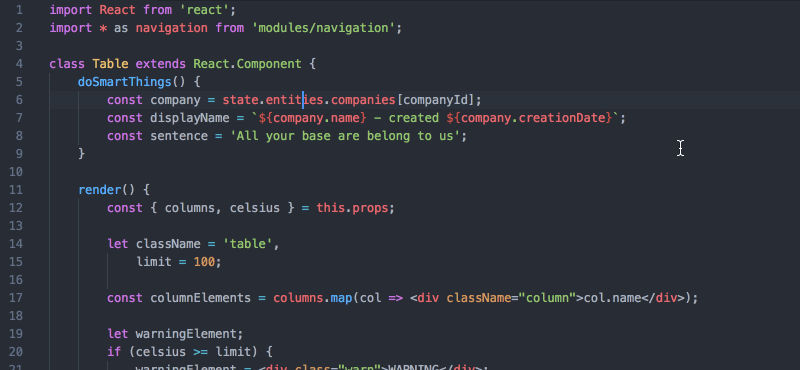 1 import React from 'react';
2 import * as navigation from 'modules/navigation';
3
4 class Table extends React.Component {
5 doSmartThings() {
6 const company = state.entities.companies[companyId];
7 const displayName = `${company.name} - created ${company.creationDate}`;
8 const sentence = 'All your base are belong to us';
9 }
10
11 render() {
12 const { columns, celsius } = this.props;
13
14 let className = 'table',
15 limit = 100;
16
17 const columnElements = columns.map(col => <div className="column">col.name</div>);
18
19 let warningElement;
20 if (celsius >= limit) {
21 warningElement = <div class="warn">WARNING</div>;